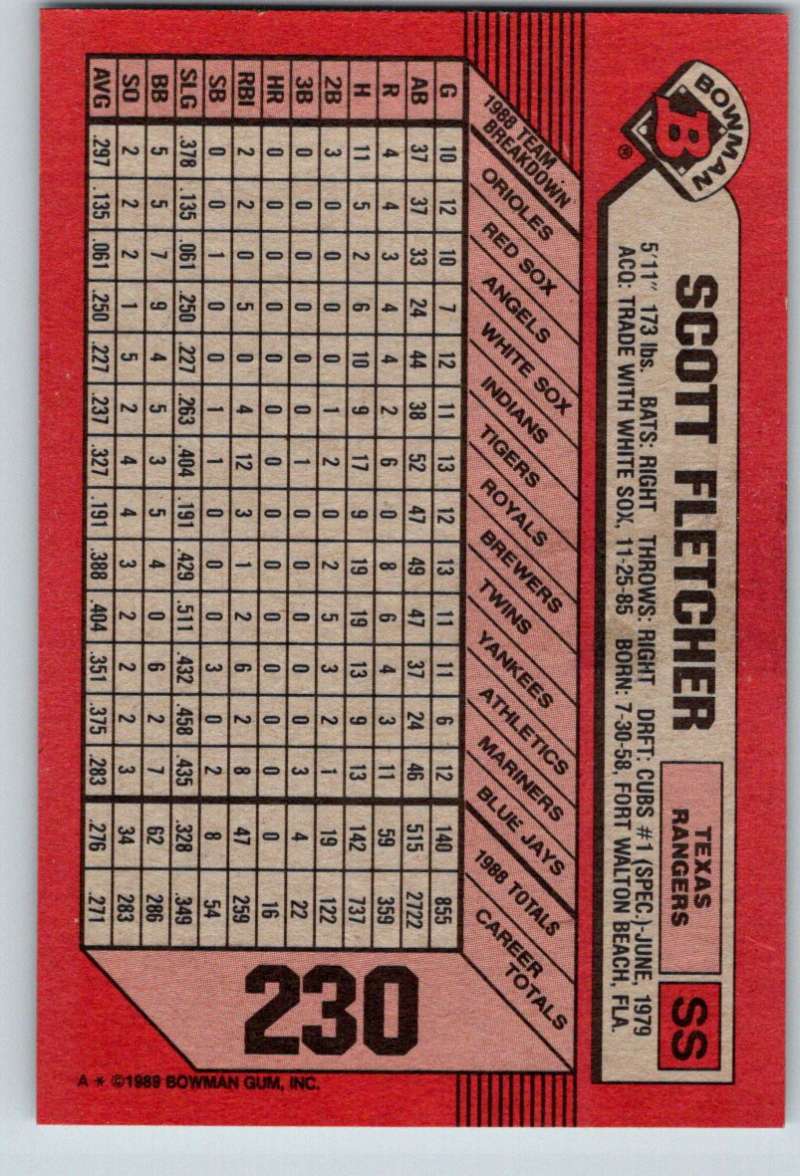 BOWMAN
B
®
SCOTT FLETCHER
TEXAS
RANGERS
SS
5'11" 173 lbs. BATS: RIGHT THROWS: RIGHT DRFT: CUBS #1 (SPEC.)-JUNE, 1979
ACQ: TRADE WITH WHITE SOX, 11-25-85 BORN: 7-30-58, FORT WALTON BEACH, FLA.
1988 TEAM
BREAKDOWN
ORIOLES
RED SOX
ANGELS
WHITE SOX
INDIANS
TIGERS
ROYALS
BREWERS
TWINS
YANKEES
ATHLETICS
MARINERS
BLUE JAYS
1988 TOTALS
CAREER
TOTALS
G 10 12 10 7 12 11 13 12 13 11 11 6 12 140 855
AB 37 37 33 24 44 38 52 47 49 47 37 24 46 515 2722
R 4 4 3 4 4 2 6 0 8 6 4 3 11 59 359
H 11 5 2 6 10 9 17 9 19 19 13 9 13 142 737
2B 3 0 0 0 0 1 2 0 2 5 3 2 1 19 122
3B 0 0 0 0 0 0 1 0 0 0 0 0 3 4 22
HR 0 0 0 0 0 0 0 0 0 0 0 0 0 0 16
RBI 2 2 0 5 0 4 12 3 1 2 6 2 8 47 259
SB 0 0 1 0 0 1 1 0 0 0 3 0 2 8 54
SLG .378 .135 .061 .250 .227 .263 .404 .191 .429 .511 .432 .458 .435 .328 .349
BB 5 5 7 9 4 5 3 5 4 0 6 2 7 62 286
SO 2 2 2 1 5 2 4 4 3 2 2 2 3 34 283
AVG .297 .135 .061 .250 .227 .237 .327 .191 .388 .404 .351 .375 .283 .276 .271
230
A * ©1989 BOWMAN GUM, INC.